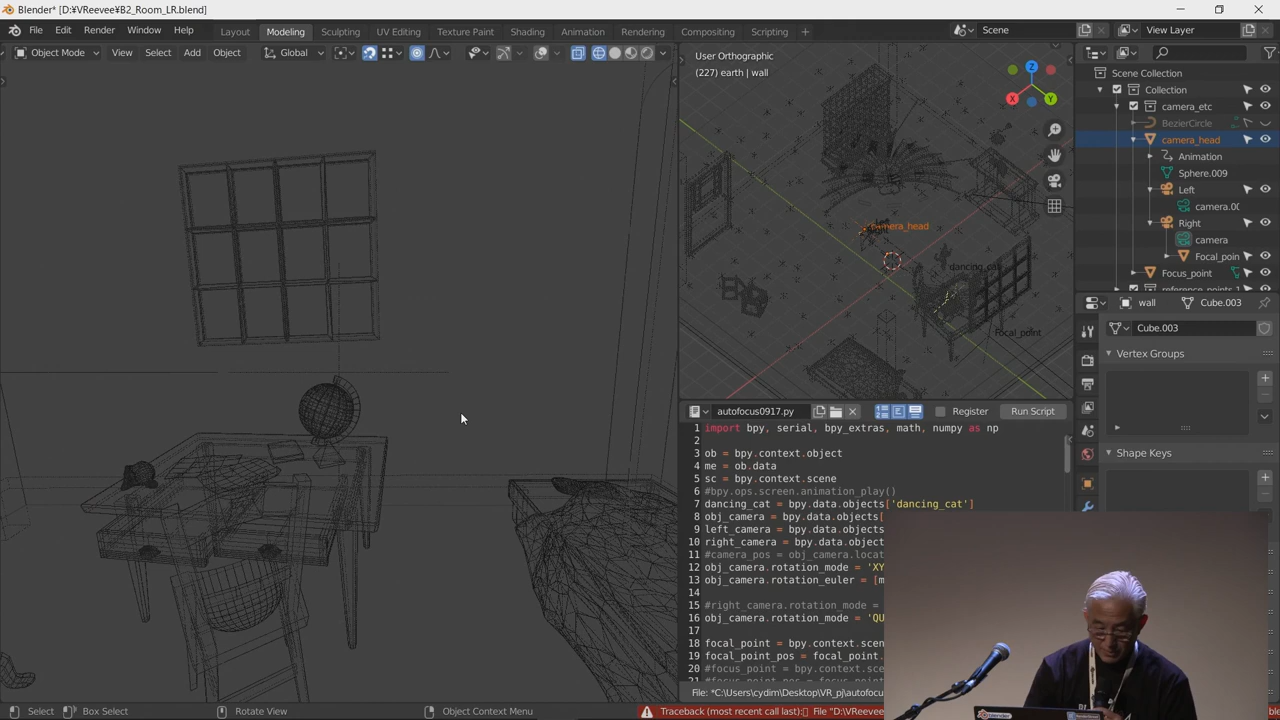 Blender* [D:¥VReevee¥B2_Room_LR.blend]
File Edit Render Window Help Layout Modeling Sculpting UV Editing Texture Paint Shading Animation Rendering Compositing Scripting + Scene View Layer
Object Mode View Select Add Object Global
User Orthographic
(227) earth | wall
Z
X
Y
camera_head
dancing_cat
Focal_point
Scene Collection
Collection
camera_etc
BezierCircle
camera_head
Animation
Sphere.009
Left
camera.00
Right
camera
Focal_poin
Focus_point
wall Cube.003
Cube.003
Vertex Groups
Shape Keys
autofocus0917.py Register Run Script
1 import bpy, serial, bpy_extras, math, numpy as np
2
3 ob = bpy.context.object
4 me = ob.data
5 sc = bpy.context.scene
6 #bpy.ops.screen.animation_play()
7 dancing_cat = bpy.data.objects['dancing_cat']
8 obj_camera = bpy.data.objects[
9 left_camera = bpy.data.objects
10 right_camera = bpy.data.object
11 #camera_pos = obj_camera.locat
12 obj_camera.rotation_mode = 'XY
13 obj_camera.rotation_euler = [m
14
15 #right_camera.rotation_mode =
16 obj_camera.rotation_mode = 'QU
17
18 focal_point = bpy.context.scen
19 focal_point_pos = focal_point.
20 #focus_point = bpy.context.sce
File: *C:\Users\cydim\Desktop\VR_pj\autofocu
Select Box Select Rotate View Object Context Menu Traceback (most recent call last): File "D:\VReevee